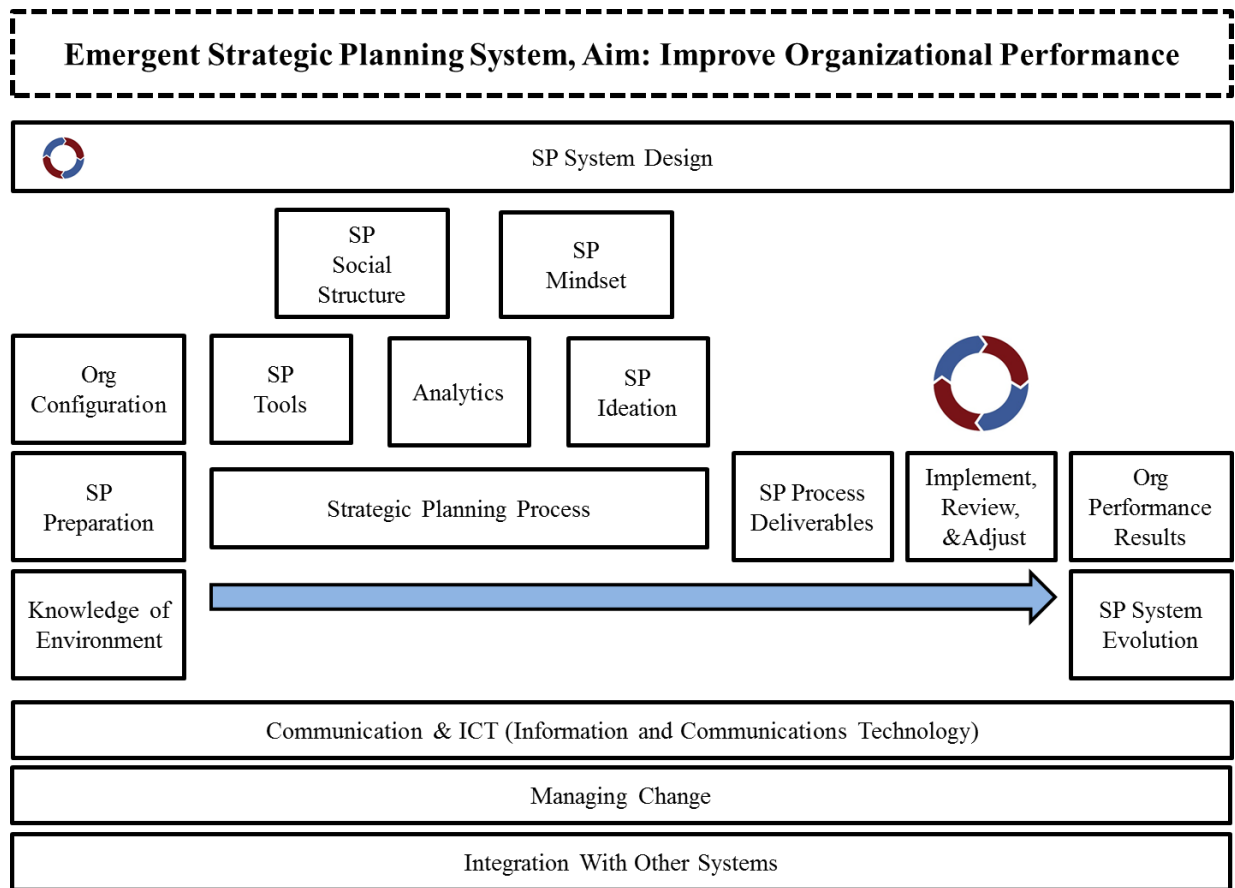 Emergent Strategic Planning System, Aim: Improve Organizational Performance
SP System Design
SP
Social
Structure
SP
Mindset
Org
Configuration
SP
Tools
Analytics
SP
Ideation
SP
Preparation
Strategic Planning Process
SP Process
Deliverables
Implement,
Review,
&Adjust
Org
Performance
Results
Knowledge of
Environment
SP System
Evolution
Communication & ICT (Information and Communications Technology)
Managing Change
Integration With Other Systems